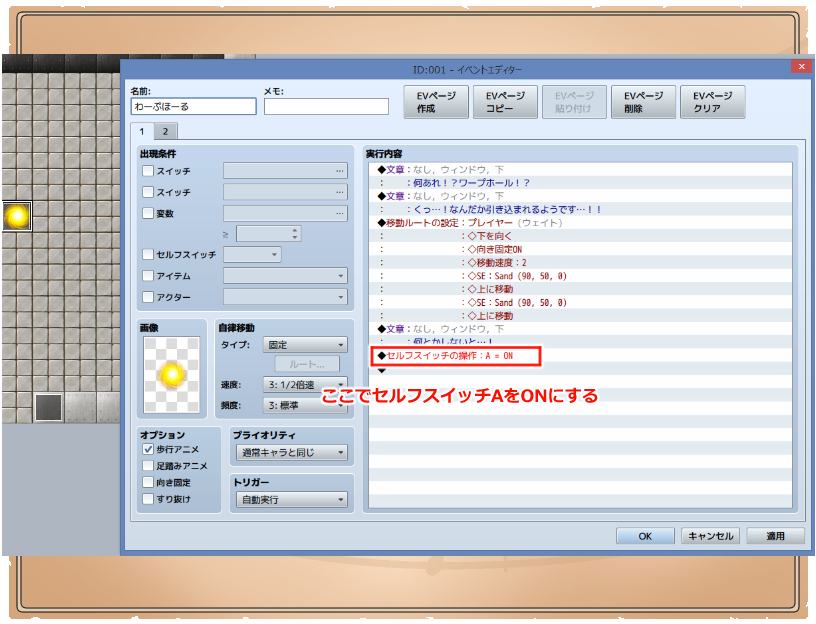 ID:001 - イベントエディター
名前:
メモ:
わーぷほーる
EVページ
作成
EVページ
コピー
EVページ
貼り付け
EVページ
削除
EVページ
クリア
1 2
出現条件
スイッチ
スイッチ
変数
≥
セルフスイッチ
アイテム
アクター
画像
自律移動
タイプ: 固定
ルート...
速度: 3: 1/2倍速
頻度: 3: 標準
オプション
歩行アニメ
足踏みアニメ
向き固定
すり抜け
プライオリティ
通常キャラと同じ
トリガー
自動実行
実行内容
◆文章：なし, ウィンドウ, 下
：　　：何あれ！？ワープホール！？
◆文章：なし, ウィンドウ, 下
：　　：くっ…！なんだか引き込まれるようです…！！
◆移動ルートの設定：プレイヤー (ウェイト)
：　　　　　　：◇下を向く
：　　　　　　：◇向き固定ON
：　　　　　　：◇移動速度：2
：　　　　　　：◇SE：Sand (90, 50, 0)
：　　　　　　：◇上に移動
：　　　　　　：◇SE：Sand (90, 50, 0)
：　　　　　　：◇上に移動
◆文章：なし, ウィンドウ, 下
：　　：何とかしないと…！
◆セルフスイッチの操作：A = ON
◆
ここでセルフスイッチAをONにする
OK
キャンセル
適用